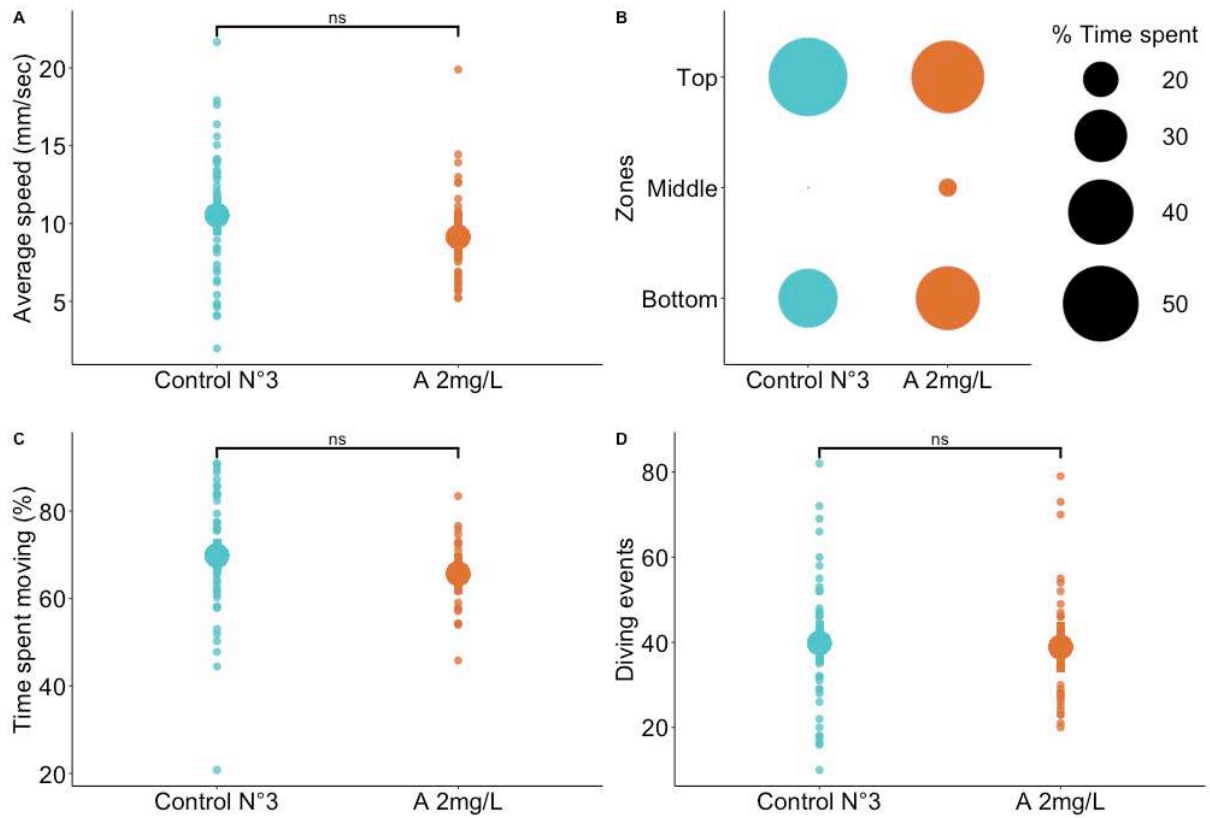 A
ns
Average speed (mm/sec)
20
15
10
5
Control N°3
A 2mg/L
B
Zones
Top
Middle
Bottom
Control N°3
A 2mg/L
% Time spent
20
30
40
50
C
ns
Time spent moving (%)
80
60
40
20
Control N°3
A 2mg/L
D
ns
Diving events
80
60
40
20
Control N°3
A 2mg/L